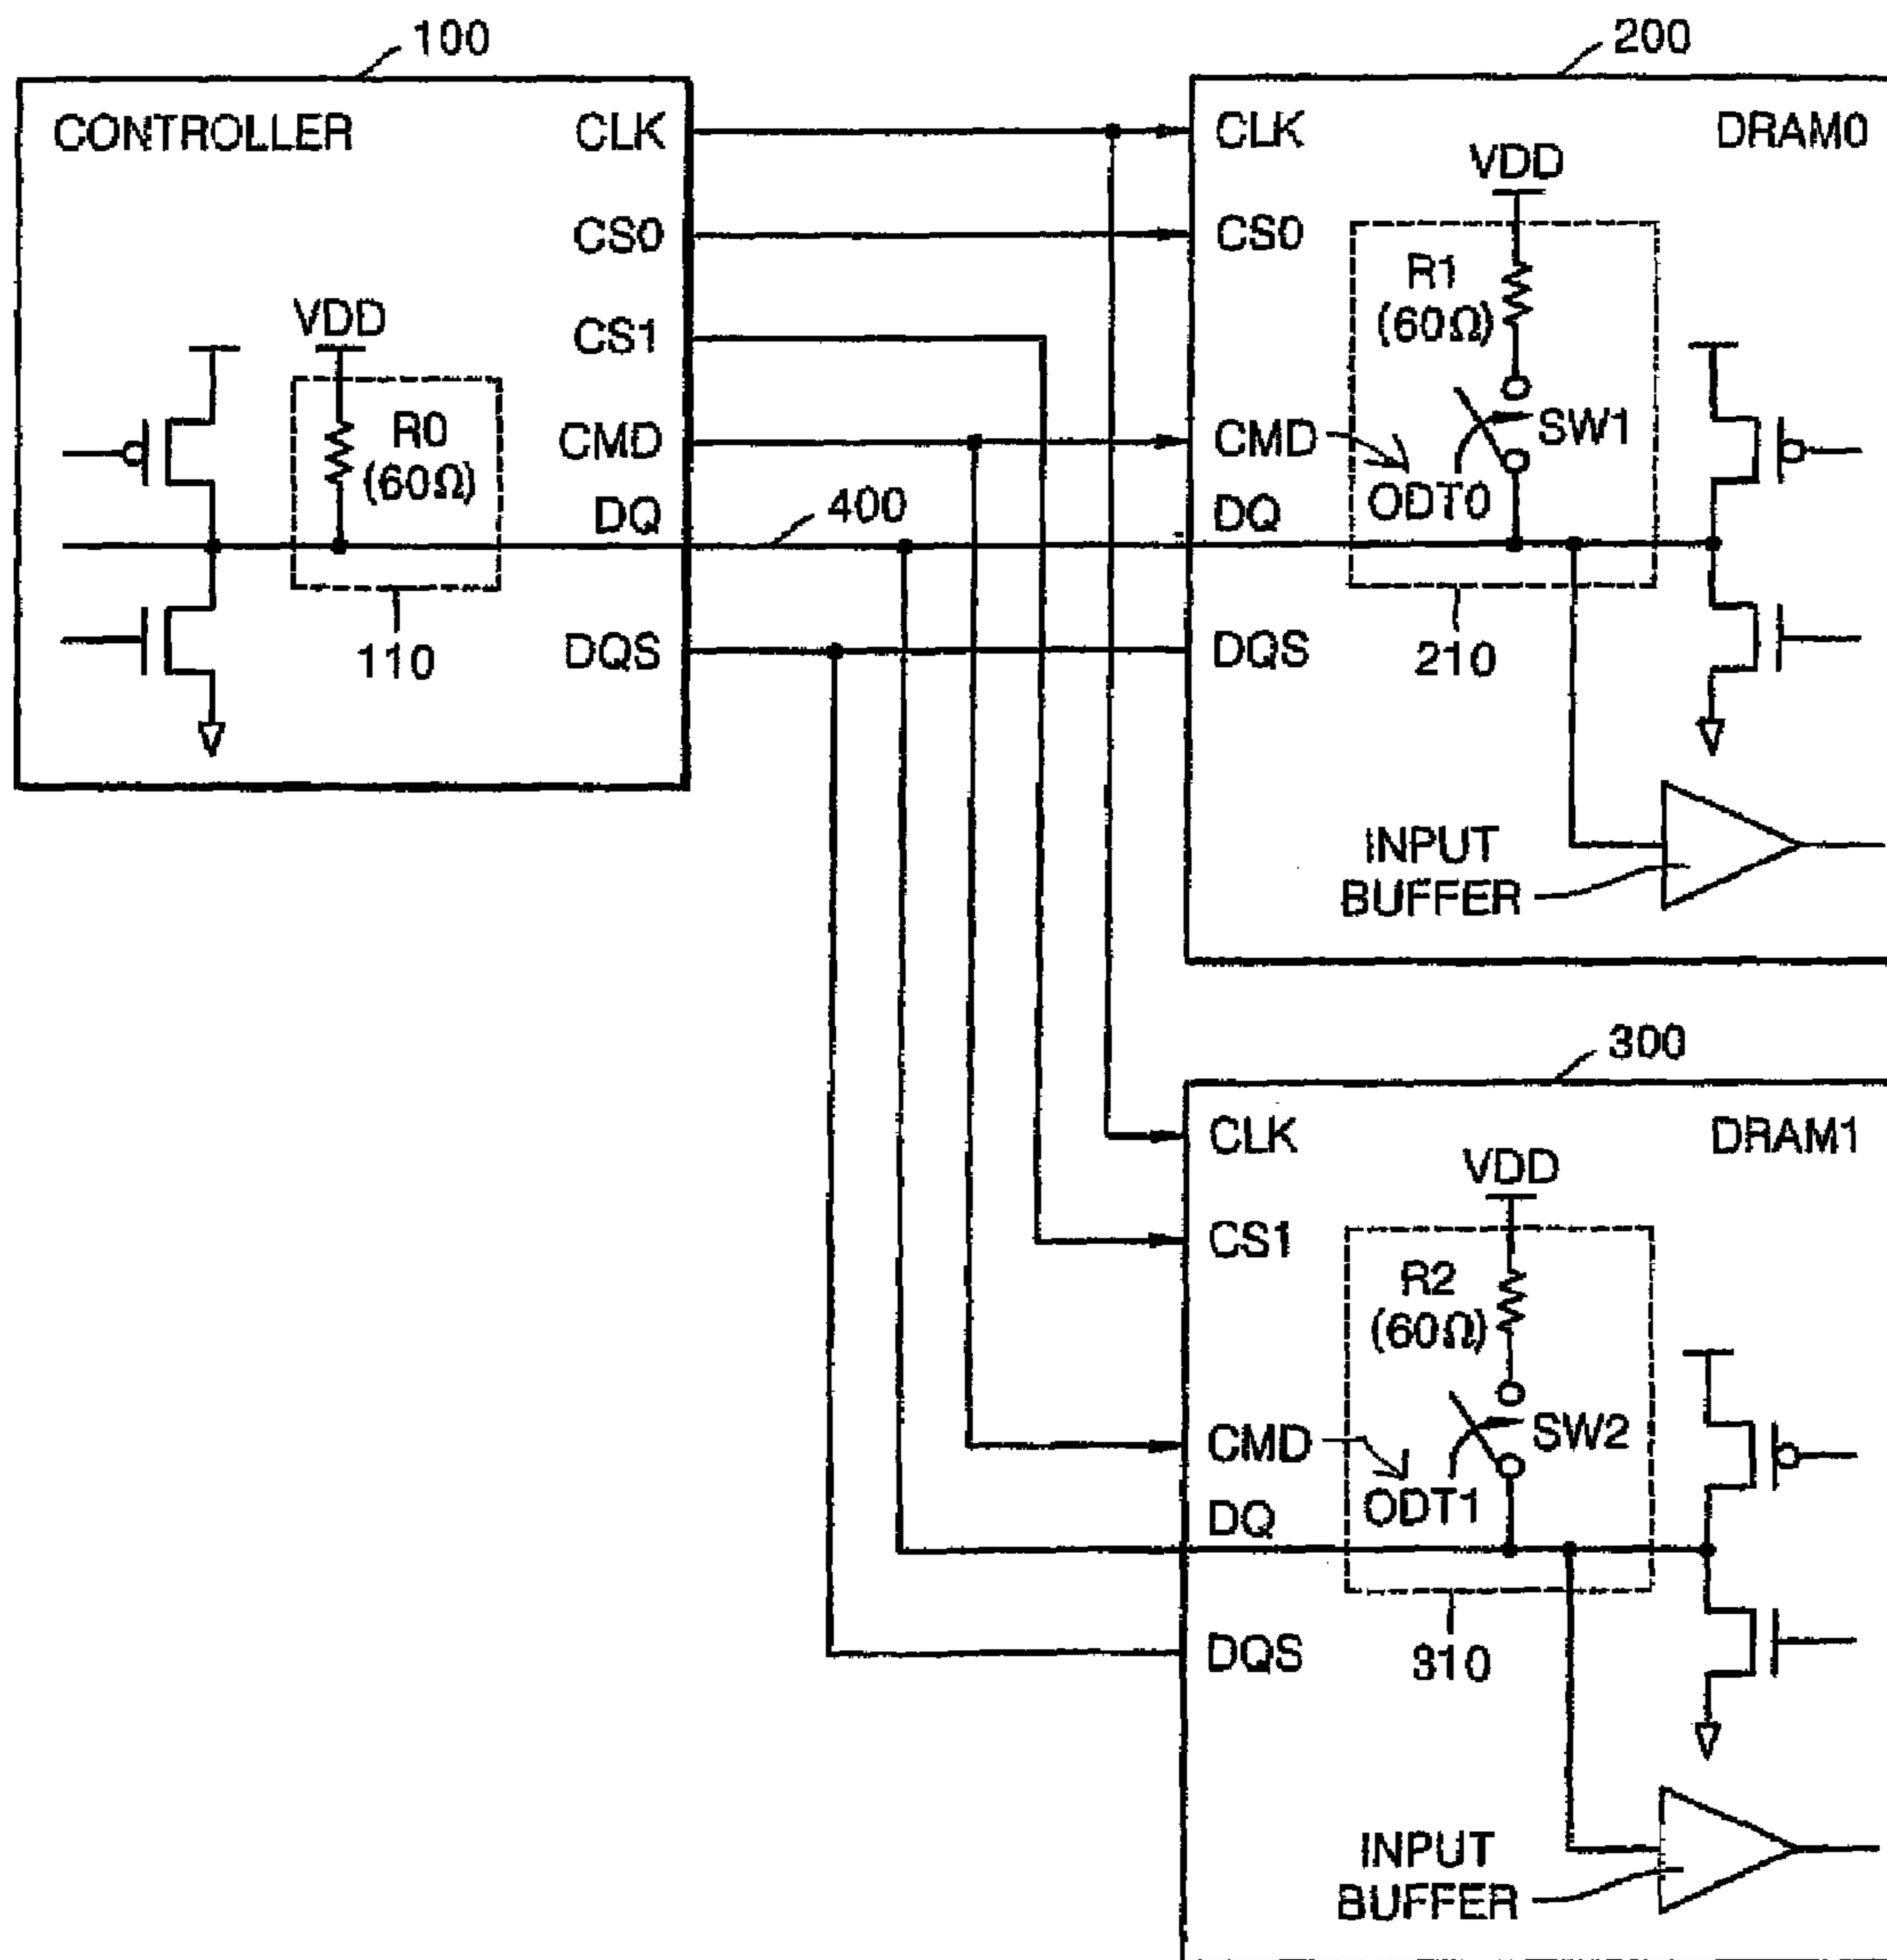 100
CONTROLLER
CLK
CS0
CS1
CMD
DQ
DQS
VDD
R0
(60Ω)
110
400
200
CLK
DRAM0
CS0
VDD
R1
(60Ω)
SW1
CMD
ODT0
DQ
DQS
210
INPUT
BUFFER
300
CLK
DRAM1
CS1
VDD
R2
(60Ω)
SW2
CMD
ODT1
DQ
DQS
310
INPUT
BUFFER